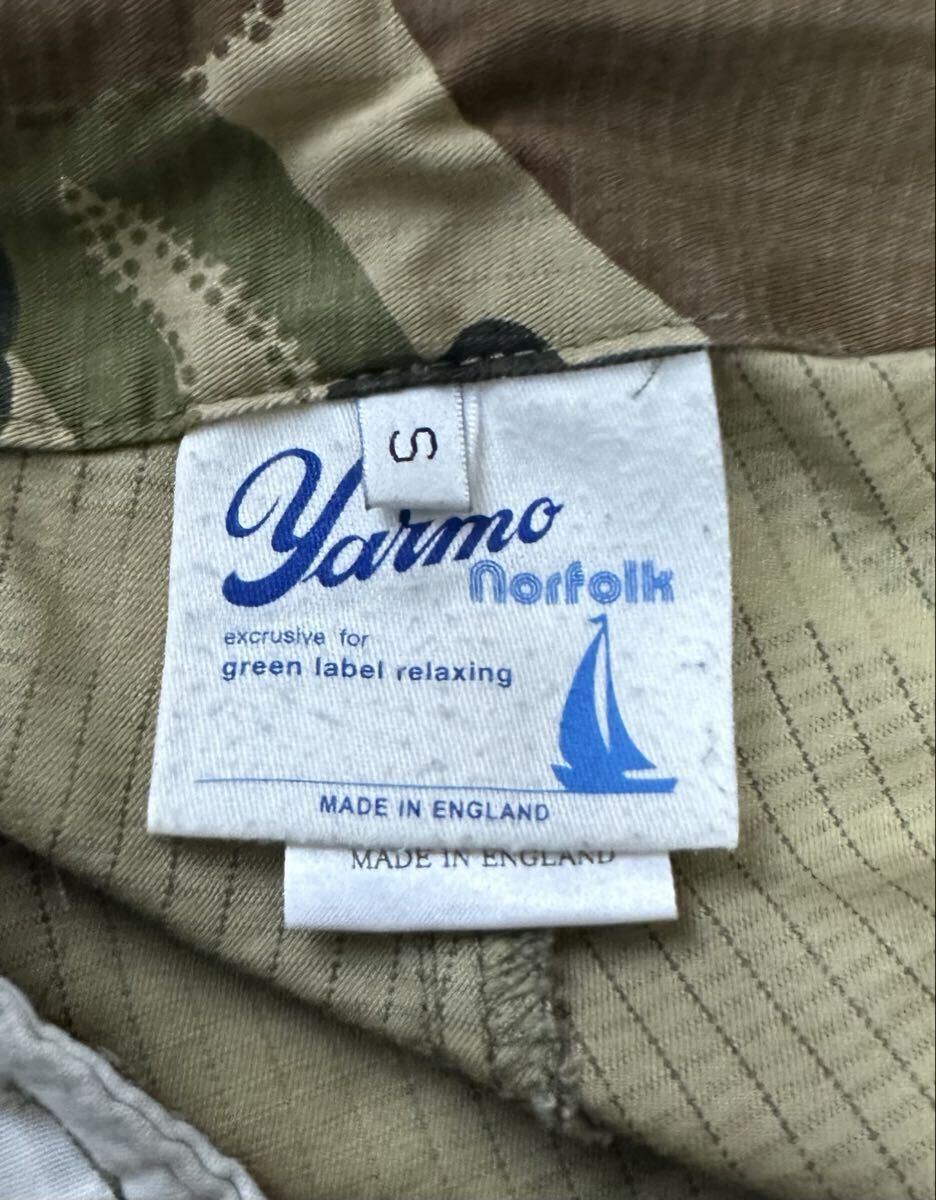 S
Yarmo
Norfolk
excrusive for
green label relaxing
MADE IN ENGLAND
MADE IN ENGLAND